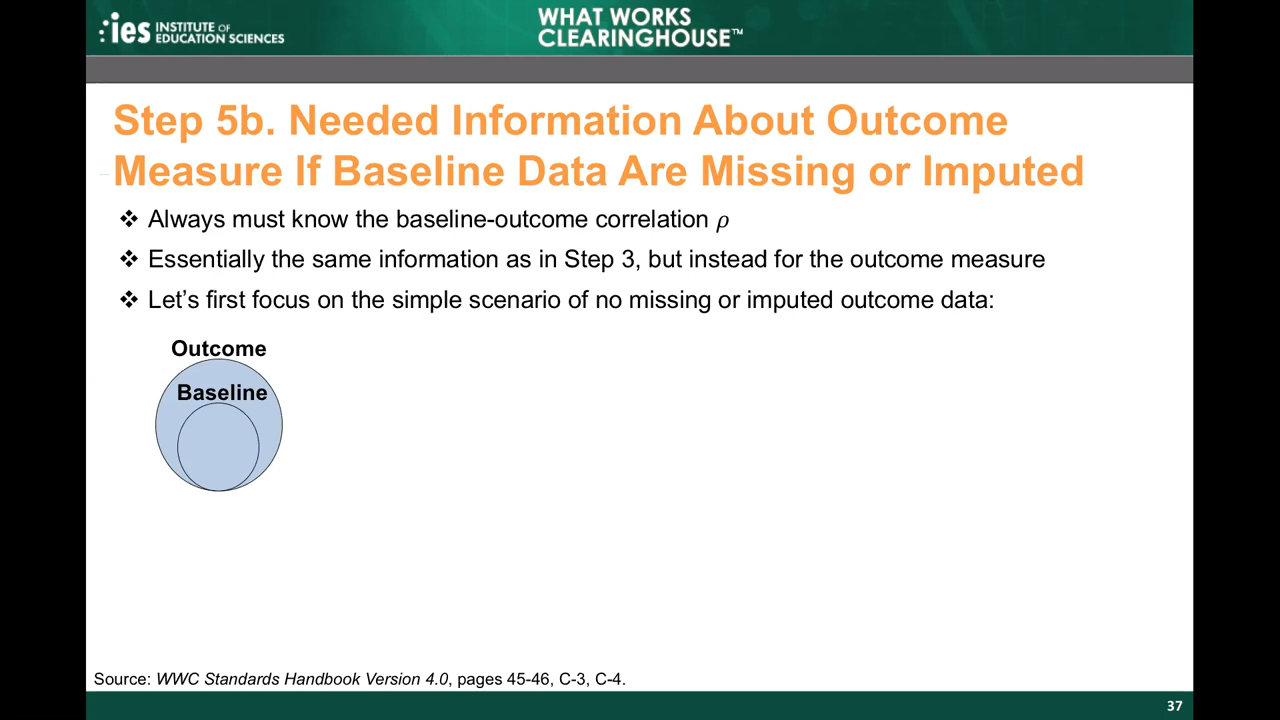 ies INSTITUTE OF
EDUCATION SCIENCES
WHAT WORKS
CLEARINGHOUSE™
Step 5b. Needed Information About Outcome
Measure If Baseline Data Are Missing or Imputed
❖ Always must know the baseline-outcome correlation ρ
❖ Essentially the same information as in Step 3, but instead for the outcome measure
❖ Let’s first focus on the simple scenario of no missing or imputed outcome data:
Outcome
Baseline
Source: WWC Standards Handbook Version 4.0, pages 45-46, C-3, C-4.
37